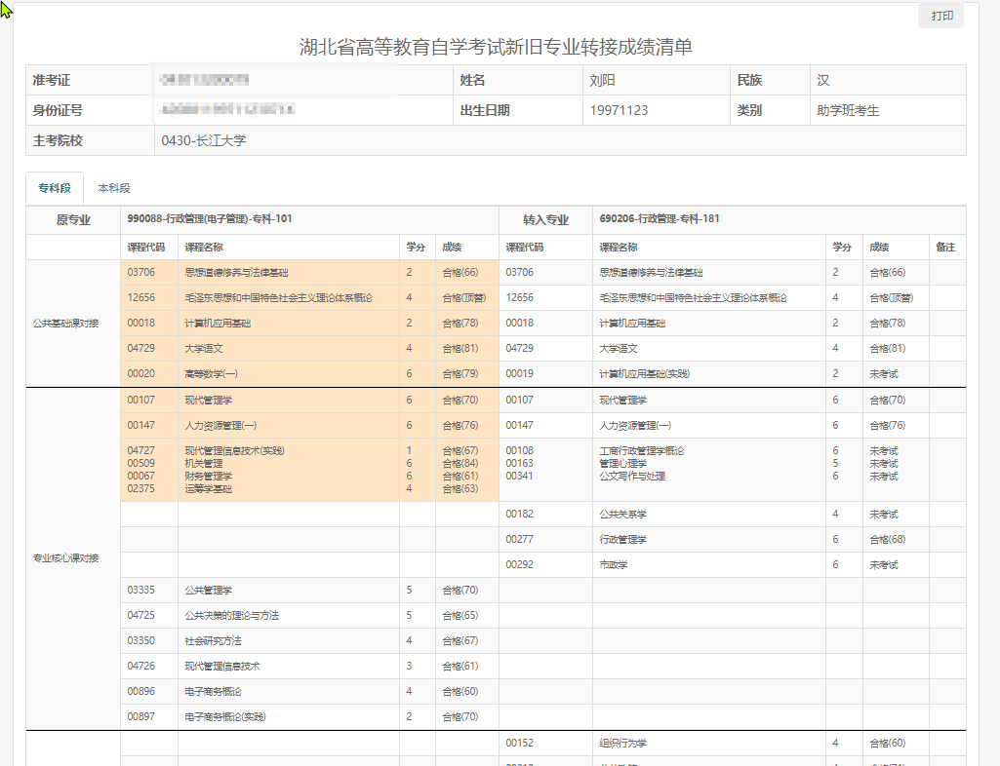 打印
湖北省高等教育自学考试新旧专业转接成绩清单
准考证 姓名 刘阳 民族 汉
身份证号 出生日期 19971123 类别 助学班考生
主考院校 0430-长江大学
专科段 本科段
原专业 990088-行政管理(电子管理)-专科-101 转入专业 690206-行政管理-专科-181
课程代码 课程名称 学分 成绩 课程代码 课程名称 学分 成绩 备注
03706 思想道德修养与法律基础 2 合格(66) 03706 思想道德修养与法律基础 2 合格(66)
12656 毛泽东思想和中国特色社会主义理论体系概论 4 合格(顶替) 12656 毛泽东思想和中国特色社会主义理论体系概论 4 合格(顶替)
公共基础课对接 00018 计算机应用基础 2 合格(78) 00018 计算机应用基础 2 合格(78)
04729 大学语文 4 合格(81) 04729 大学语文 4 合格(81)
00020 高等数学(一) 6 合格(79) 00019 计算机应用基础(实践) 2 未考试
00107 现代管理学 6 合格(70) 00107 现代管理学 6 合格(70)
00147 人力资源管理(一) 6 合格(76) 00147 人力资源管理(一) 6 合格(76)
04727 现代管理信息技术(实践) 1 合格(67) 00108 工商行政管理学概论 6 未考试
00509 机关管理 6 合格(84) 00163 管理心理学 5 未考试
00067 财务管理学 6 合格(61) 00341 公文写作与处理 6 未考试
02375 运筹学基础 4 合格(63)
00182 公共关系学 4 未考试
00277 行政管理学 6 合格(68)
专业核心课对接 00292 市政学 6 未考试
03335 公共管理学 5 合格(70)
04725 公共决策的理论与方法 5 合格(65)
03350 社会研究方法 4 合格(67)
04726 现代管理信息技术 3 合格(61)
00896 电子商务概论 4 合格(60)
00897 电子商务概论(实践) 2 合格(70)
00152 组织行为学 4 合格(60)